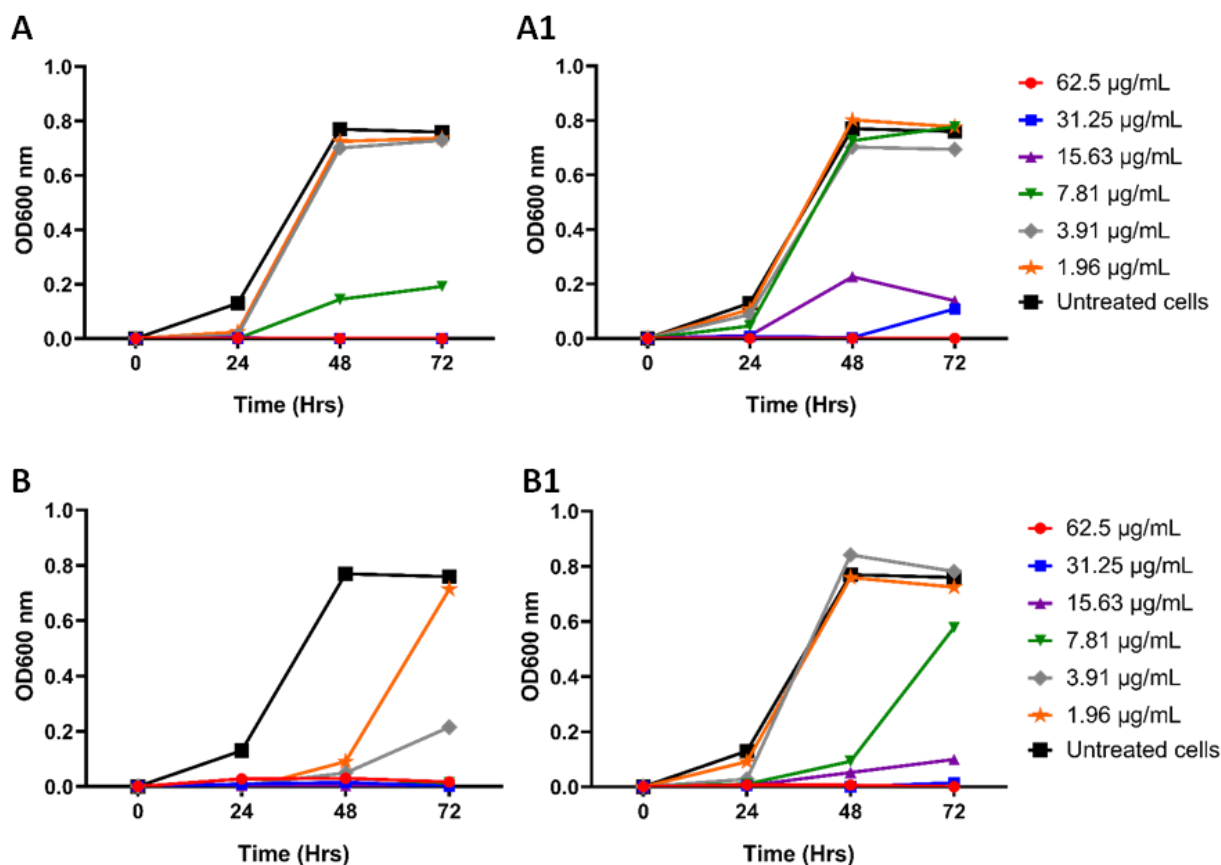 A
A1
1.0
0.8
0.6
0.4
0.2
0.0
OD600 nm
0 24 48 72
Time (Hrs)
1.0
0.8
0.6
0.4
0.2
0.0
OD600 nm
0 24 48 72
Time (Hrs)
62.5 µg/mL
31.25 µg/mL
15.63 µg/mL
7.81 µg/mL
3.91 µg/mL
1.96 µg/mL
Untreated cells
B
B1
1.0
0.8
0.6
0.4
0.2
0.0
OD600 nm
0 24 48 72
Time (Hrs)
1.0
0.8
0.6
0.4
0.2
0.0
OD600 nm
0 24 48 72
Time (Hrs)
62.5 µg/mL
31.25 µg/mL
15.63 µg/mL
7.81 µg/mL
3.91 µg/mL
1.96 µg/mL
Untreated cells